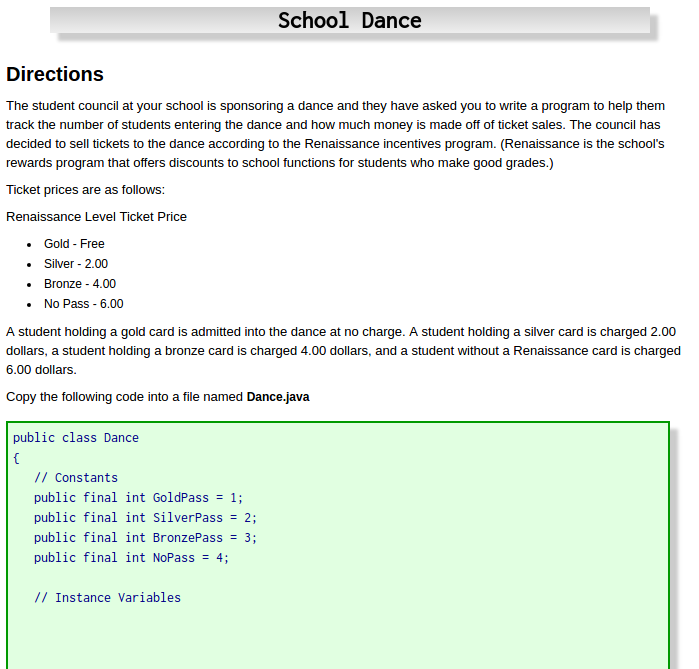 School Dance
Directions
The student council at your school is sponsoring a dance and they have asked you to write a program to help them
track the number of students entering the dance and how much money is made off of ticket sales. The council has
decided to sell tickets to the dance according to the Renaissance incentives program. (Renaissance is the school's
rewards program that offers discounts to school functions for students who make good grades.)
Ticket prices are as follows:
Renaissance Level Ticket Price
• Gold - Free
• Silver - 2.00
• Bronze - 4.00
• No Pass - 6.00
A student holding a gold card is admitted into the dance at no charge. A student holding a silver card is charged 2.00
dollars, a student holding a bronze card is charged 4.00 dollars, and a student without a Renaissance card is charged
6.00 dollars.
Copy the following code into a file named Dance.java
public class Dance
{
// Constants
public final int GoldPass = 1;
public final int SilverPass = 2;
public final int BronzePass = 3;
public final int NoPass = 4;
// Instance Variables